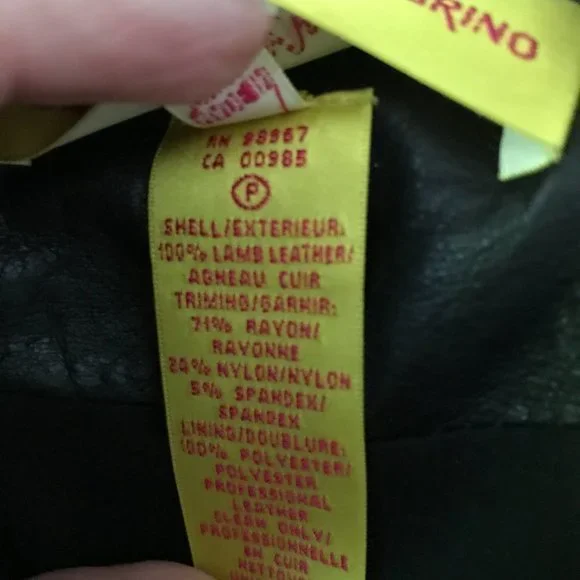 RINO
RN 98967
CA 00985
P
SHELL/EXTERIEUR:
100% LAMB LEATHER/
AGNEAU CUIR
TRIMING/GARNIR:
71% RAYON/
RAYONNE
24% NYLON/NYLON
5% SPANDEX/
SPANDEX
LINING/DOUBLURE:
100% POLYESTER/
POLYESTER
PROFESSIONAL
LEATHER
CLEAN ONLY/
PROFESSIONNELLE
EN CUIR
NETTOYE